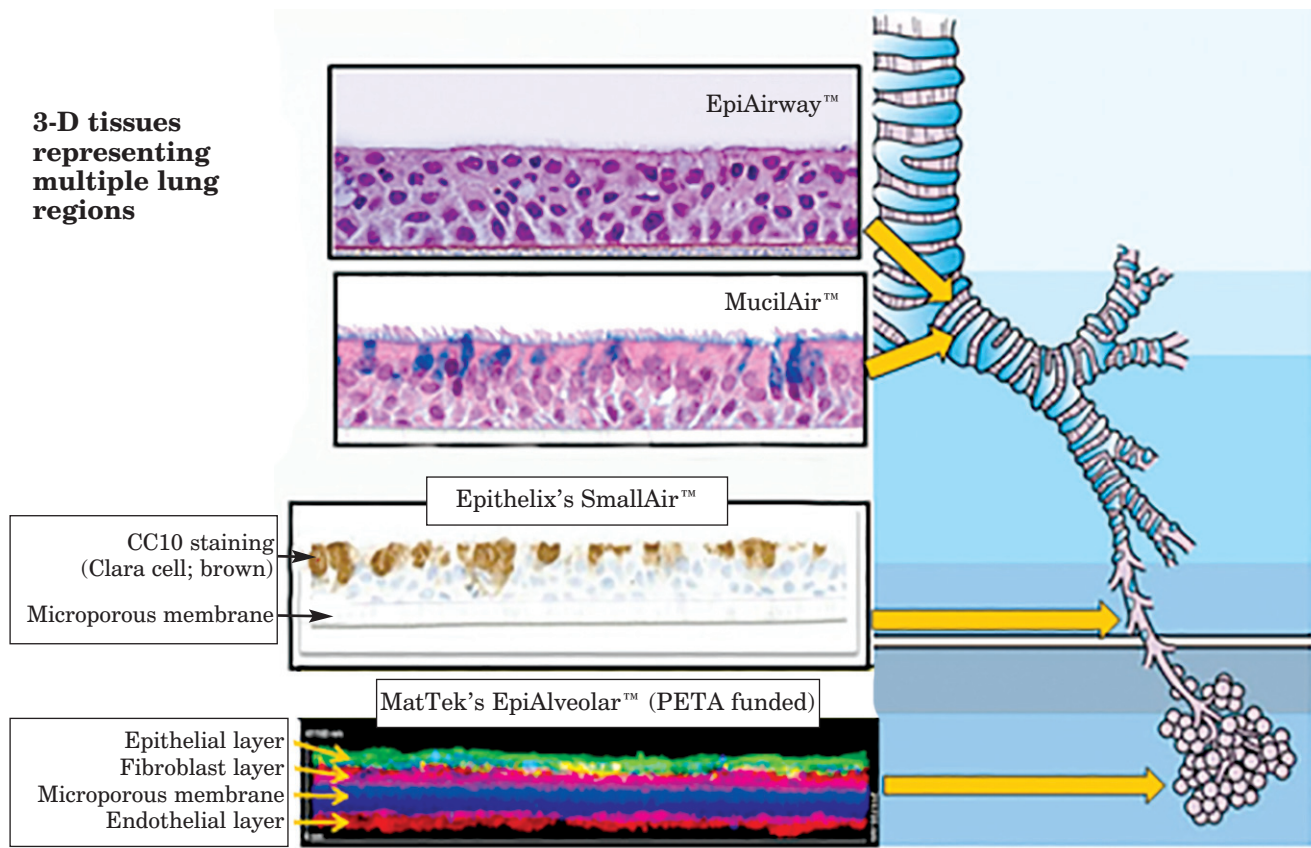 3-D tissues
representing
multiple lung
regions
EpiAirway™
MucilAir™
Epithelix's SmallAir™
CC10 staining
(Clara cell; brown)
Microporous membrane
MatTek's EpiAlveolar™ (PETA funded)
Epithelial layer
Fibroblast layer
Microporous membrane
Endothelial layer